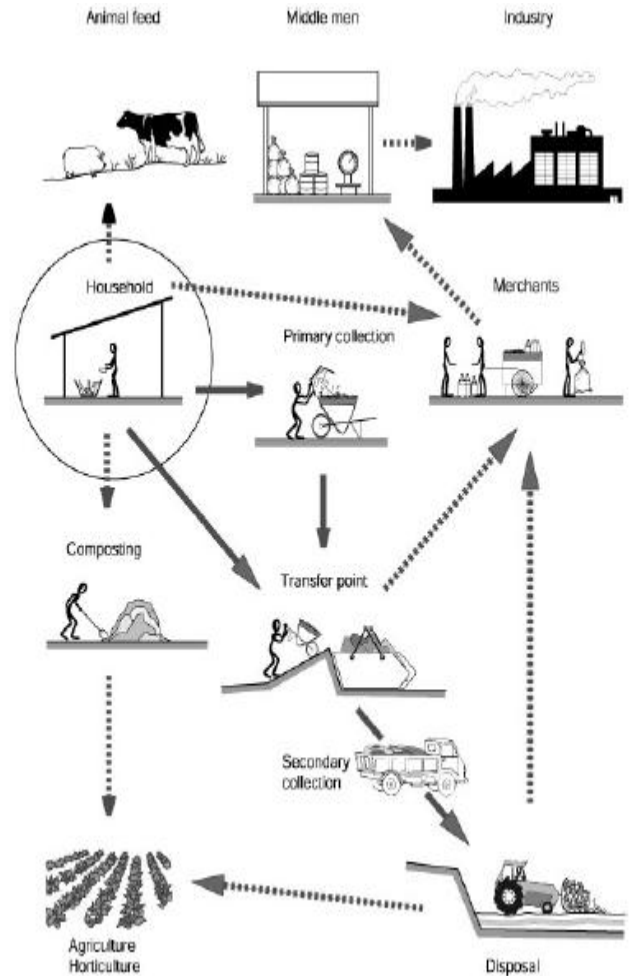 Animal feed
Middle men
Industry
Household
Merchants
Primary collection
Composting
Transfer point
Secondary
collection
Agriculture
Horticulture
Disposal